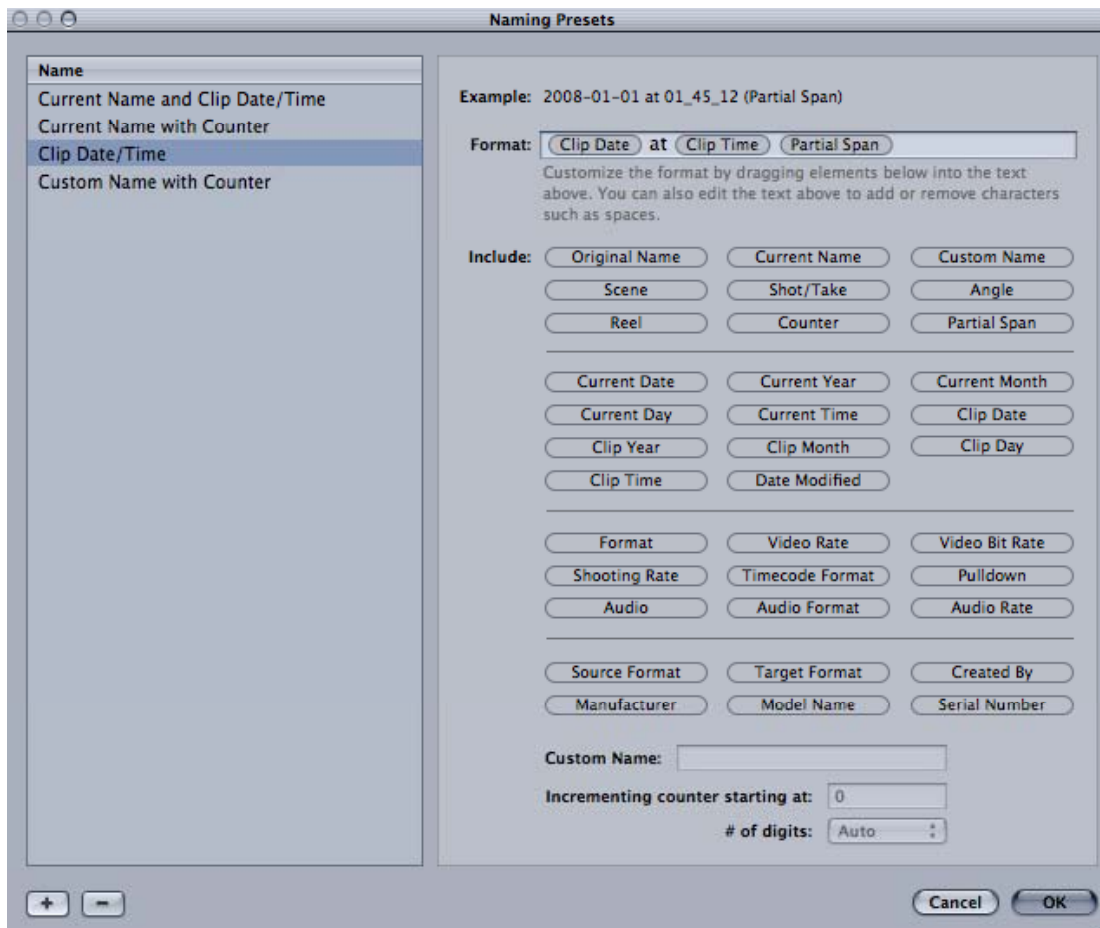 Naming Presets
Name
Current Name and Clip Date/Time
Current Name with Counter
Clip Date/Time
Custom Name with Counter
Example: 2008-01-01 at 01_45_12 (Partial Span)
Format: Clip Date at Clip Time Partial Span
Customize the format by dragging elements below into the text
above. You can also edit the text above to add or remove characters
such as spaces.
Include: Original Name Current Name Custom Name
Scene Shot/Take Angle
Reel Counter Partial Span
Current Date Current Year Current Month
Current Day Current Time Clip Date
Clip Year Clip Month Clip Day
Clip Time Date Modified
Format Video Rate Video Bit Rate
Shooting Rate Timecode Format Pulldown
Audio Audio Format Audio Rate
Source Format Target Format Created By
Manufacturer Model Name Serial Number
Custom Name:
Incrementing counter starting at: 0
# of digits: Auto
+ - Cancel OK